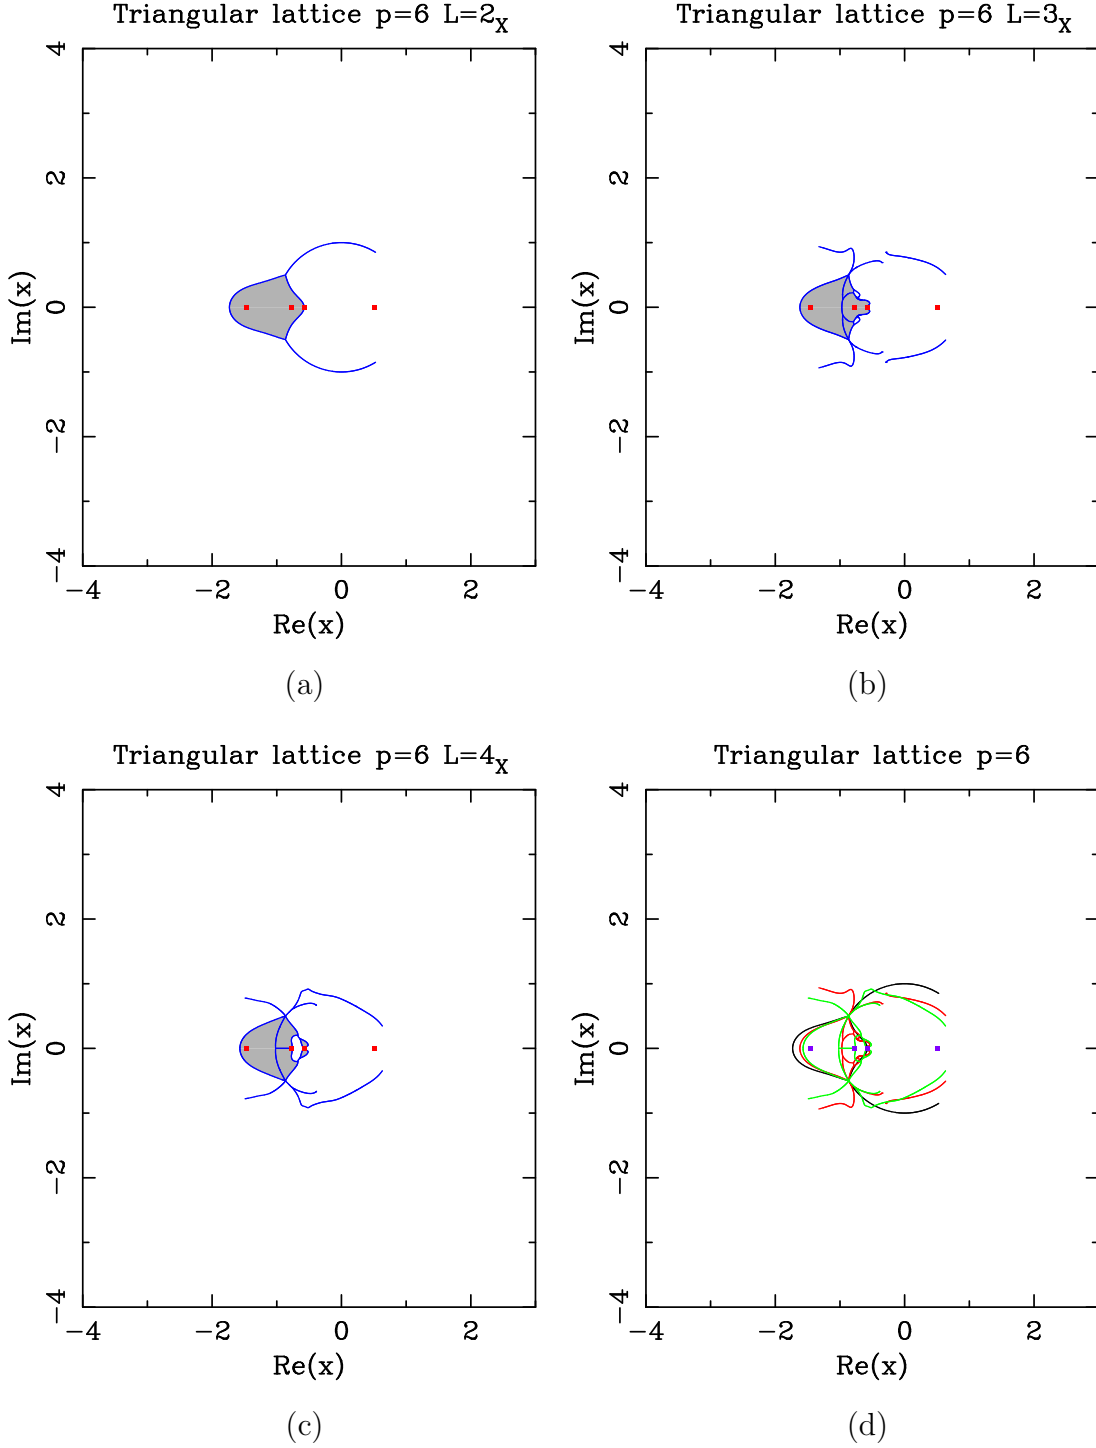 Triangular lattice p=6 L=2X
4
2
0
−2
−4
Im(x)
−4 −2 0 2
Re(x)
(a)
Triangular lattice p=6 L=3X
4
2
0
−2
−4
Im(x)
−4 −2 0 2
Re(x)
(b)
Triangular lattice p=6 L=4X
4
2
0
−2
−4
Im(x)
−4 −2 0 2
Re(x)
(c)
Triangular lattice p=6
4
2
0
−2
−4
Im(x)
−4 −2 0 2
Re(x)
(d)